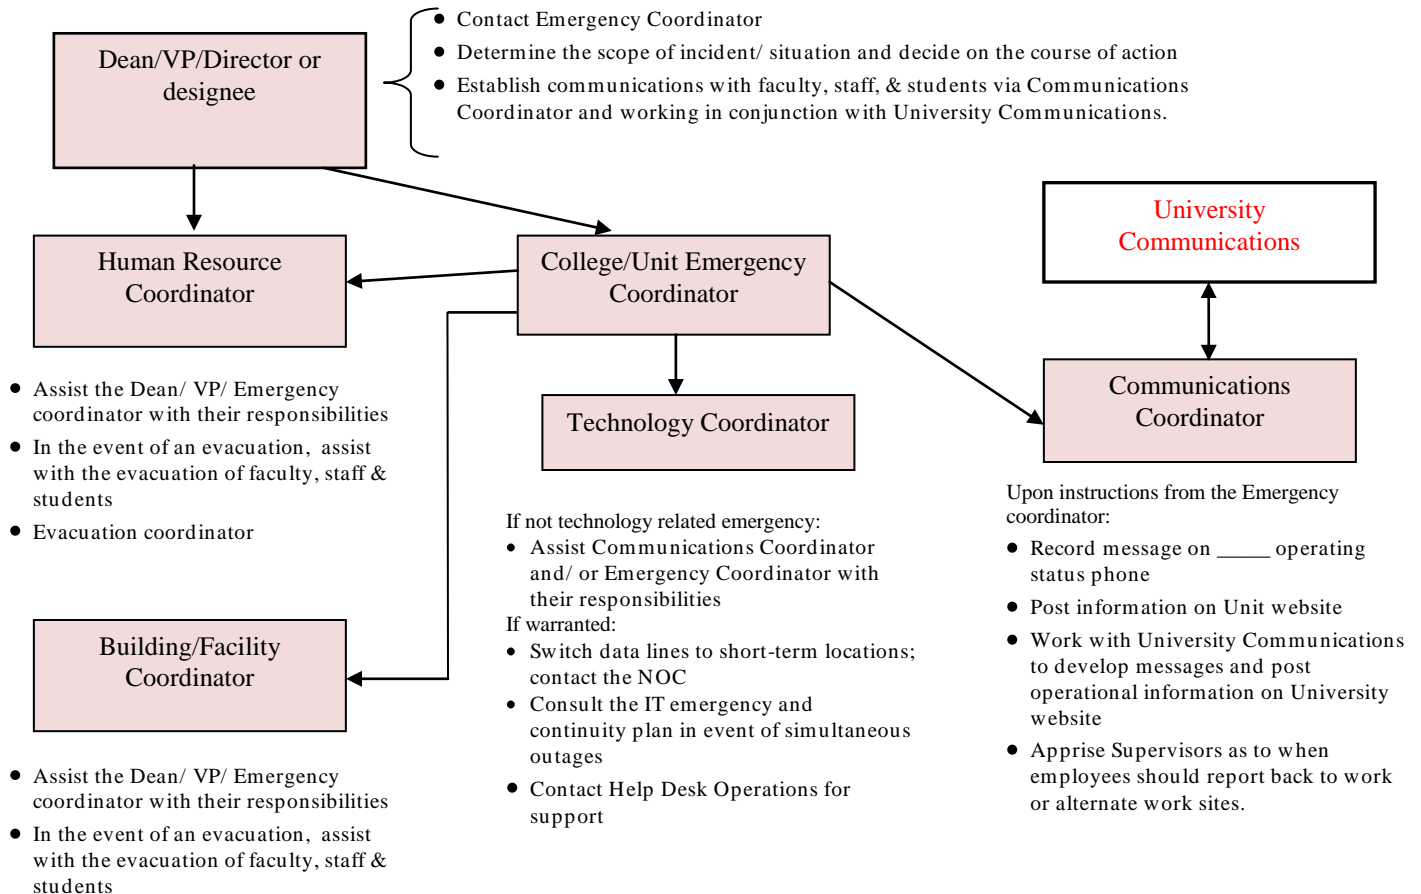 Dean/VP/Director or
designee
• Contact Emergency Coordinator
• Determine the scope of incident/ situation and decide on the course of action
• Establish communications with faculty, staff, & students via Communications
Coordinator and working in conjunction with University Communications.
University
Communications
Human Resource
Coordinator
College/Unit Emergency
Coordinator
Communications
Coordinator
Technology Coordinator
• Assist the Dean/ VP/ Emergency
coordinator with their responsibilities
• In the event of an evacuation, assist
with the evacuation of faculty, staff &
students
• Evacuation coordinator
Building/Facility
Coordinator
• Assist the Dean/ VP/ Emergency
coordinator with their responsibilities
• In the event of an evacuation, assist
with the evacuation of faculty, staff &
students
If not technology related emergency:
• Assist Communications Coordinator
and/ or Emergency Coordinator with
their responsibilities
If warranted:
• Switch data lines to short-term locations;
contact the NOC
• Consult the IT emergency and
continuity plan in event of simultaneous
outages
• Contact Help Desk Operations for
support
Upon instructions from the Emergency
coordinator:
• Record message on _____ operating
status phone
• Post information on Unit website
• Work with University Communications
to develop messages and post
operational information on University
website
• Apprise Supervisors as to when
employees should report back to work
or alternate work sites.